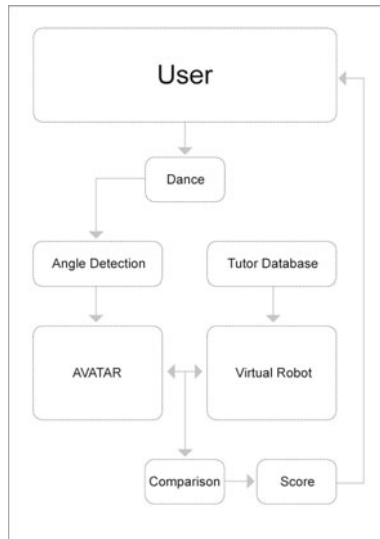 User
Dance
Angle Detection
Tutor Database
AVATAR
Virtual Robot
Comparison
Score